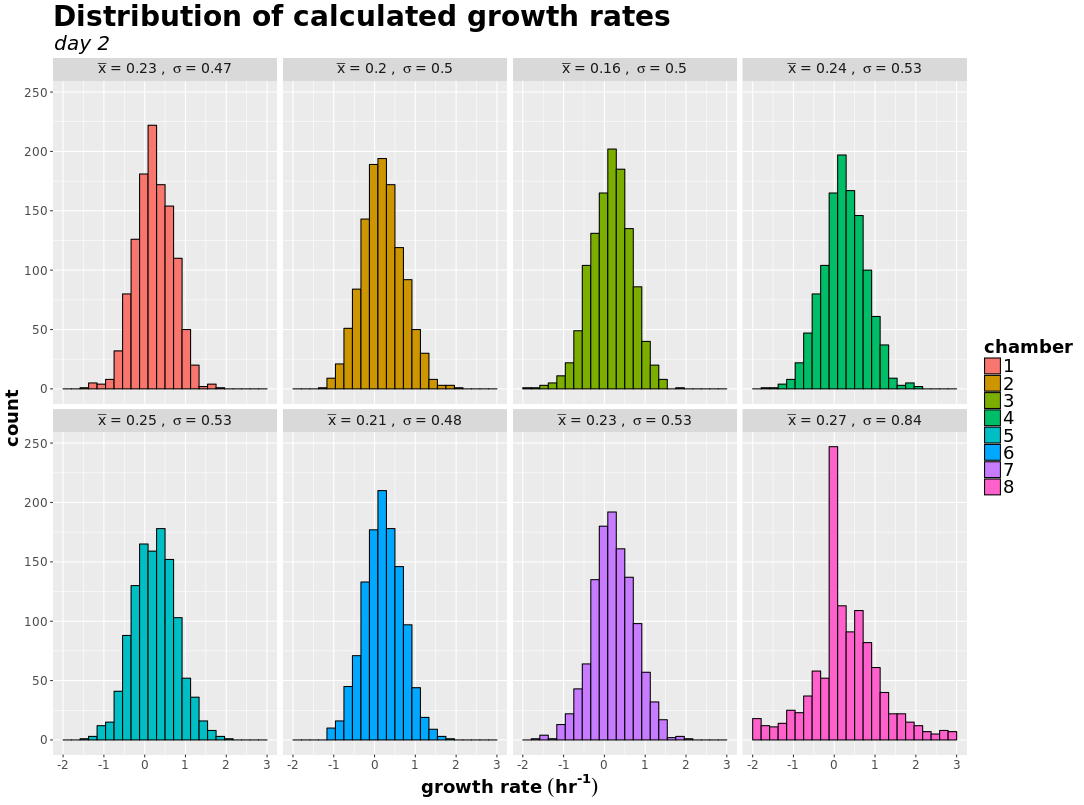 Distribution of calculated growth rates
day 2
x̅ = 0.23 , σ = 0.47
x̅ = 0.2 , σ = 0.5
x̅ = 0.16 , σ = 0.5
x̅ = 0.24 , σ = 0.53
250
200
150
100
50
0
x̅ = 0.25 , σ = 0.53
x̅ = 0.21 , σ = 0.48
x̅ = 0.23 , σ = 0.53
x̅ = 0.27 , σ = 0.84
250
200
150
100
50
0
-2 -1 0 1 2 3
-2 -1 0 1 2 3
-2 -1 0 1 2 3
-2 -1 0 1 2 3
growth rate (hr⁻¹)
count
chamber
1
2
3
4
5
6
7
8